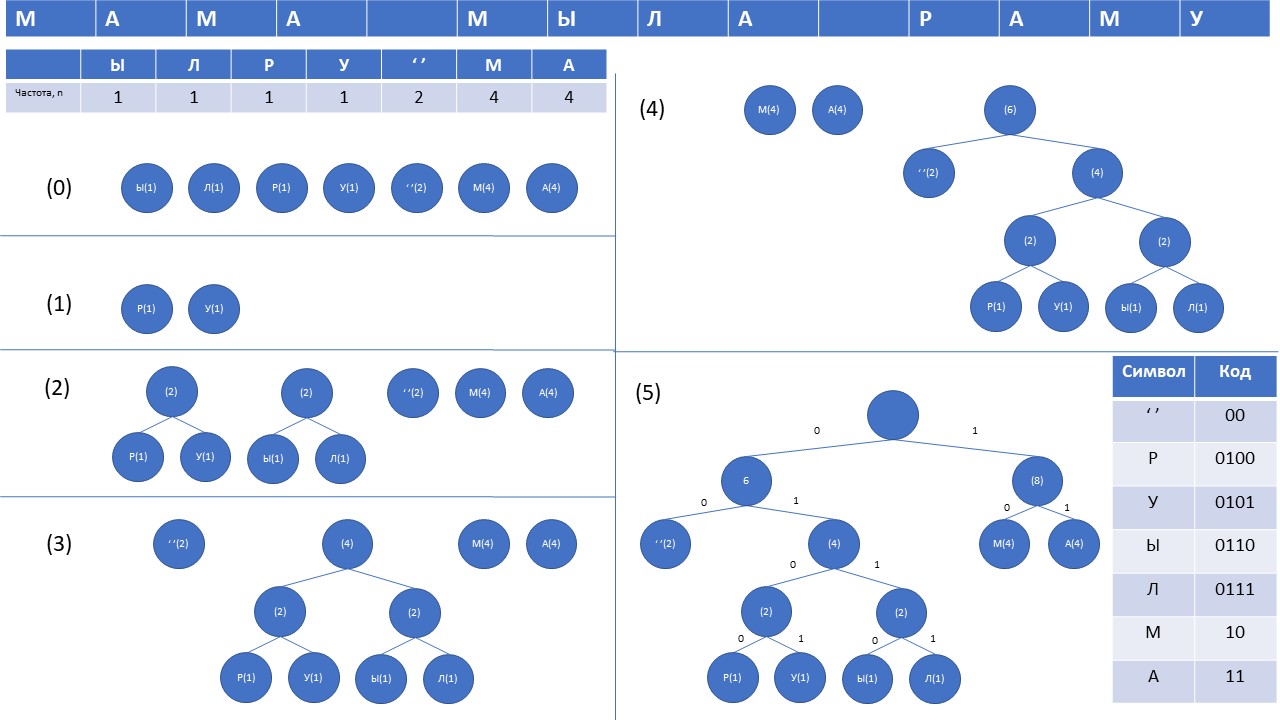 М А М А М Ы Л А Р А М У
Ы Л Р У ‘ ’ М А
Частота, n 1 1 1 1 2 4 4
(0) Ы(1) Л(1) Р(1) У(1) ‘ ’(2) М(4) А(4)
(1) Р(1) У(1)
(2) (2) (2) ‘ ’(2) М(4) А(4)
Р(1) У(1) Ы(1) Л(1)
(3) ‘ ’(2) (4) М(4) А(4)
(2) (2)
Р(1) У(1) Ы(1) Л(1)
(4) М(4) А(4) (6)
‘ ’(2) (4)
(2) (2)
Р(1) У(1) Ы(1) Л(1)
(5)
0 1
6 (8)
0 1 0 1
‘ ’(2) (4) М(4) А(4)
0 1
(2) (2)
0 1 0 1
Р(1) У(1) Ы(1) Л(1)
Символ Код
‘ ’ 00
Р 0100
У 0101
Ы 0110
Л 0111
М 10
А 11